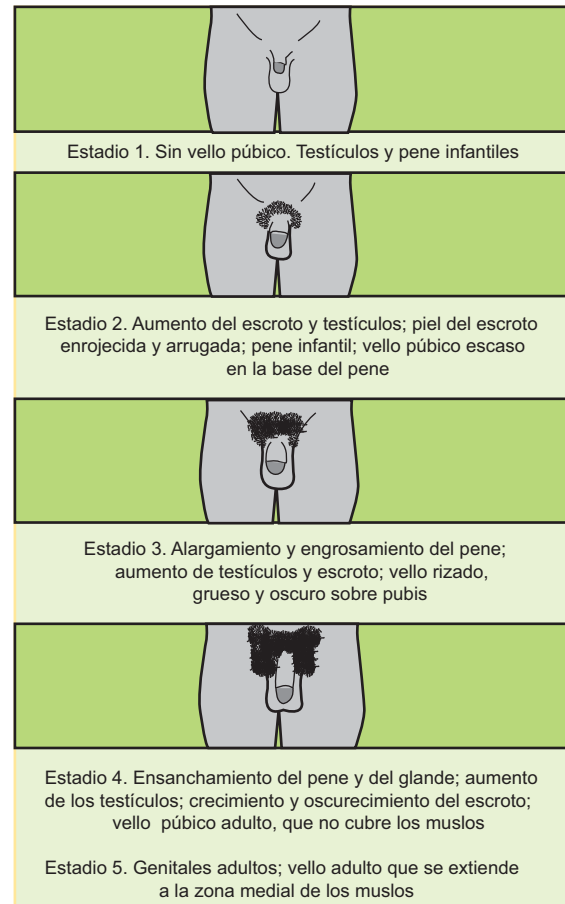 Estadio 1. Sin vello púbico. Testículos y pene infantiles
Estadio 2. Aumento del escroto y testículos; piel del escroto
enrojecida y arrugada; pene infantil; vello púbico escaso
en la base del pene
Estadio 3. Alargamiento y engrosamiento del pene;
aumento de testículos y escroto; vello rizado,
grueso y oscuro sobre pubis
Estadio 4. Ensanchamiento del pene y del glande; aumento
de los testículos; crecimiento y oscurecimiento del escroto;
vello púbico adulto, que no cubre los muslos
Estadio 5. Genitales adultos; vello adulto que se extiende
a la zona medial de los muslos